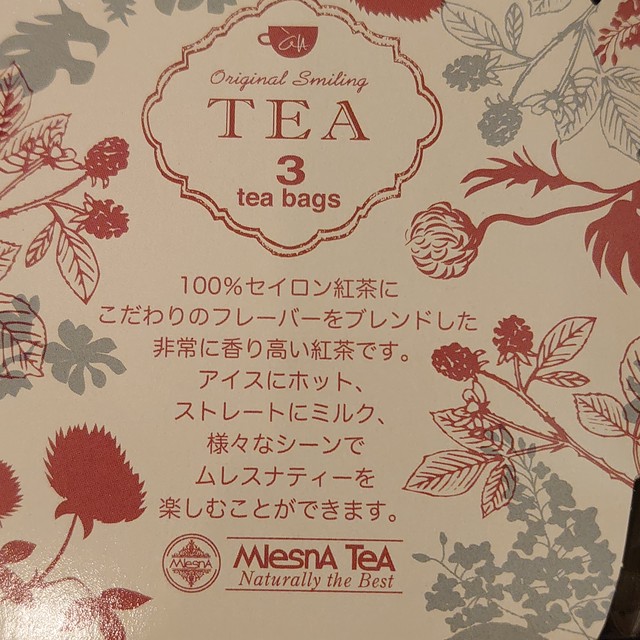 Original Smiling
TEA
3
tea bags
100%セイロン紅茶に
こだわりのフレーバーをブレンドした
非常に香り高い紅茶です。
アイスにホット、
ストレートにミルク、
様々なシーンで
ムレスナティーを
楽しむことができます。
MlesnA
MlesnA TeA
Naturally the Best